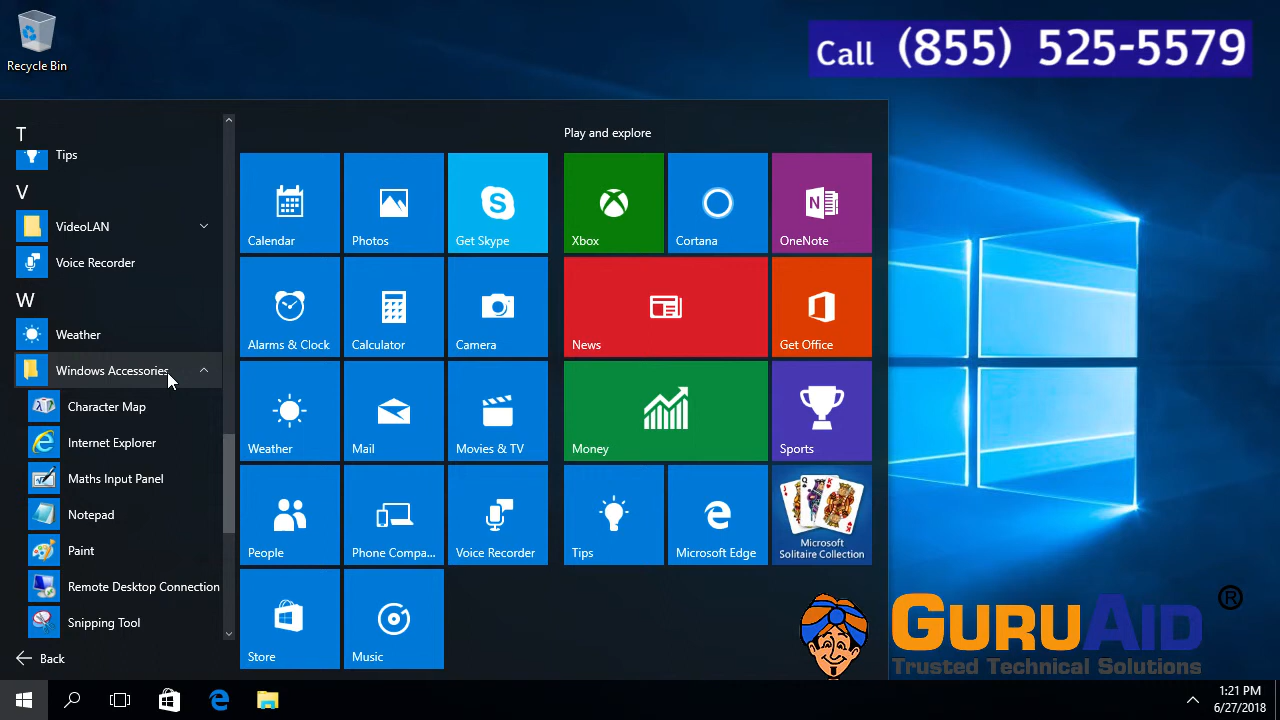 Recycle Bin
Call (855) 525-5579
T
Tips
V
VideoLAN
Voice Recorder
W
Weather
Windows Accessories
Character Map
Internet Explorer
Maths Input Panel
Notepad
Paint
Remote Desktop Connection
Snipping Tool
Back
Calendar
Photos
Get Skype
Alarms & Clock
Calculator
Camera
Weather
Mail
Movies & TV
People
Phone Compa...
Voice Recorder
Store
Music
Play and explore
Xbox
Cortana
OneNote
News
Get Office
Money
Sports
Tips
Microsoft Edge
Microsoft
Solitaire Collection
GURUAID ®
Trusted Technical Solutions
1:21 PM
6/27/2018